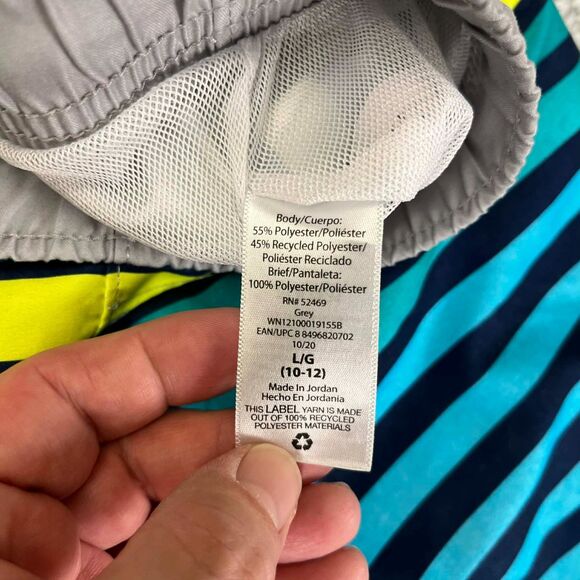 Body/Cuerpo:
55% Polyester/Poliéster
45% Recycled Polyester/
Poliéster Reciclado
Brief/Pantaleta:
100% Polyester/Poliéster
RN# 52469
Grey
WN12100019155B
EAN/UPC 8 8496820702
10/20
L/G
(10-12)
Made In Jordan
Hecho En Jordania
THIS LABEL YARN IS MADE
OUT OF 100% RECYCLED
POLYESTER MATERIALS